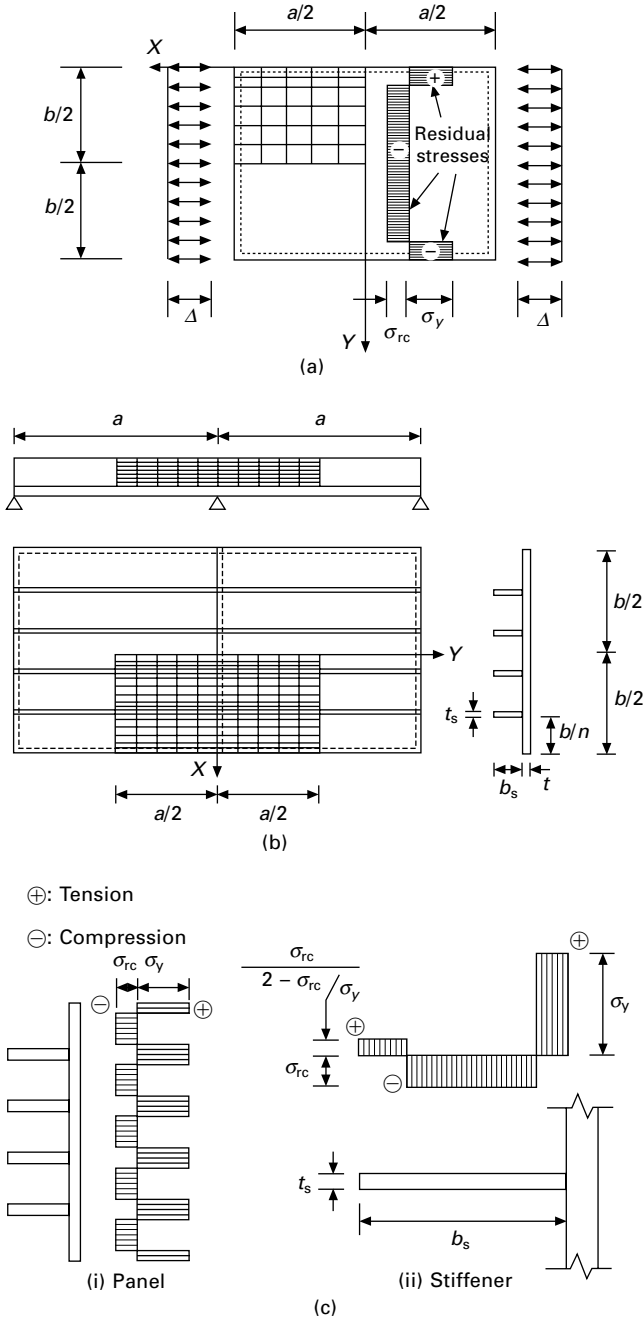 a/2 a/2
X
+
b/2
Residual
stresses
−
b/2
−
Δ σrc σy Δ
Y
(a)
a a
b/2
Y
b/2
ts
b/n
X
bs t
a/2 a/2
(b)
⊕: Tension
⊖: Compression
σrc σy
⊖ ⊕
σrc
2 − σrc/σy
⊕
σy
⊕
σrc
⊖
ts
bs
(i) Panel (ii) Stiffener
(c)